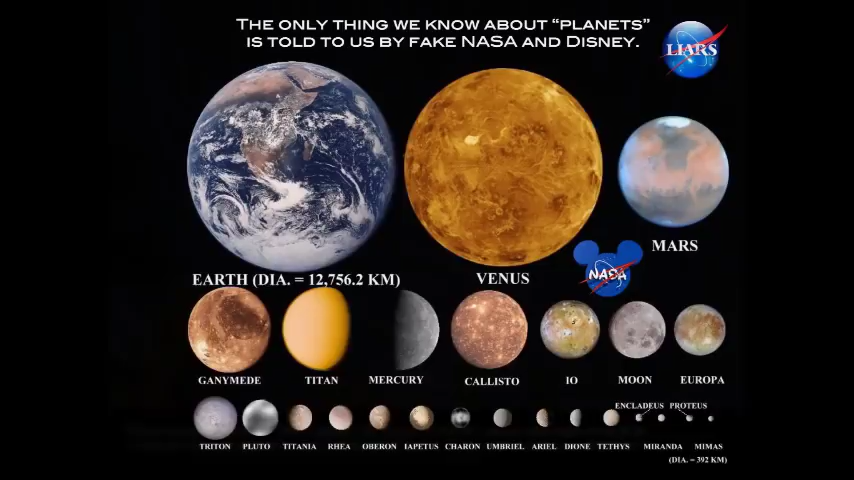 THE ONLY THING WE KNOW ABOUT "PLANETS"
IS TOLD TO US BY FAKE NASA AND DISNEY.
LIARS
MARS
NASA
EARTH (DIA. = 12,756.2 KM)
VENUS
GANYMEDE
TITAN
MERCURY
CALLISTO
IO
MOON
EUROPA
ENCLADEUS
PROTEUS
TRITON
PLUTO
TITANIA
RHEA
OBERON
IAPETUS
CHARON
UMBRIEL
ARIEL
DIONE
TETHYS
MIRANDA
MIMAS
(DIA. = 392 KM)